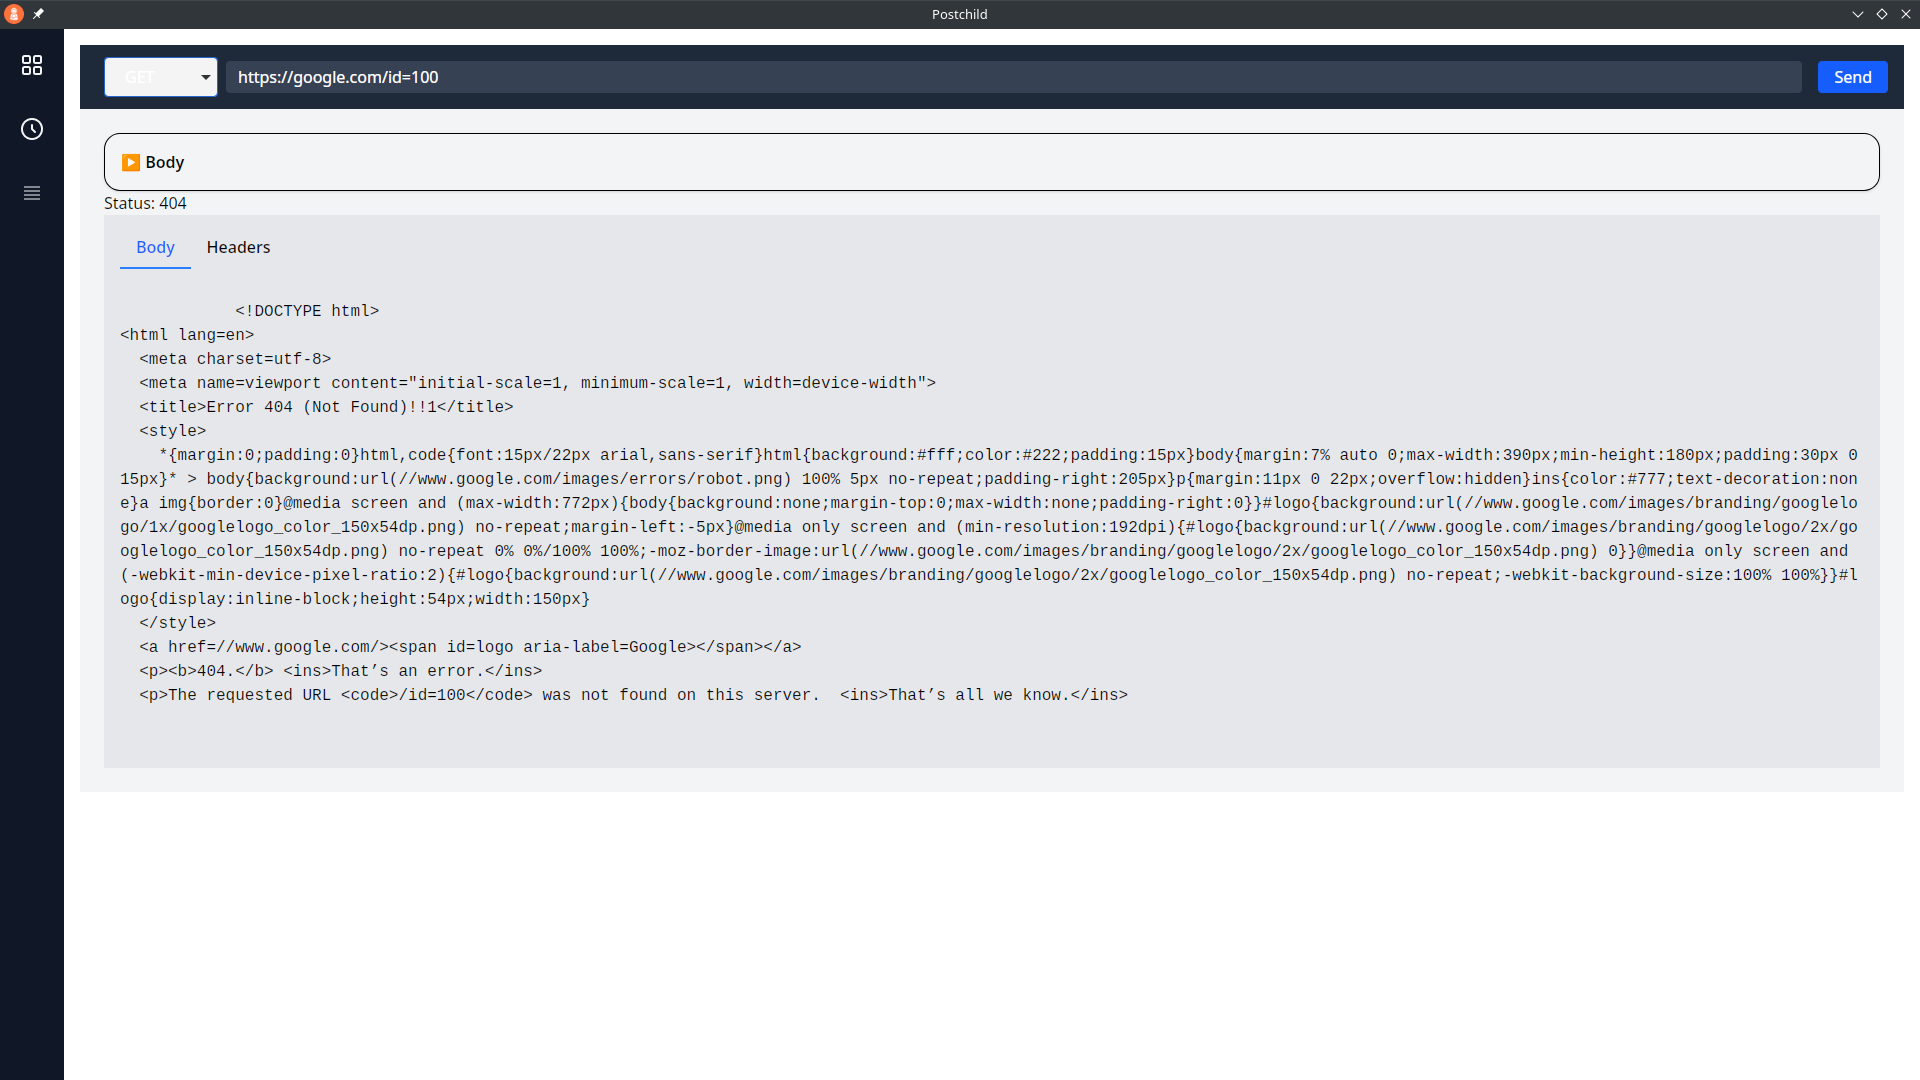 Postchild
GET
https://google.com/id=100
Send
Body
Status: 404
Body Headers
<!DOCTYPE html>
<html lang=en>
  <meta charset=utf-8>
  <meta name=viewport content="initial-scale=1, minimum-scale=1, width=device-width">
  <title>Error 404 (Not Found)!!1</title>
  <style>
    *{margin:0;padding:0}html,code{font:15px/22px arial,sans-serif}html{background:#fff;color:#222;padding:15px}body{margin:7% auto 0;max-width:390px;min-height:180px;padding:30px 0
15px}* > body{background:url(//www.google.com/images/errors/robot.png) 100% 5px no-repeat;padding-right:205px}p{margin:11px 0 22px;overflow:hidden}ins{color:#777;text-decoration:non
e}a img{border:0}@media screen and (max-width:772px){body{background:none;margin-top:0;max-width:none;padding-right:0}}#logo{background:url(//www.google.com/images/branding/googlelo
go/1x/googlelogo_color_150x54dp.png) no-repeat;margin-left:-5px}@media only screen and (min-resolution:192dpi){#logo{background:url(//www.google.com/images/branding/googlelogo/2x/go
oglelogo_color_150x54dp.png) no-repeat 0% 0%/100% 100%;-moz-border-image:url(//www.google.com/images/branding/googlelogo/2x/googlelogo_color_150x54dp.png) 0}}@media only screen and
(-webkit-min-device-pixel-ratio:2){#logo{background:url(//www.google.com/images/branding/googlelogo/2x/googlelogo_color_150x54dp.png) no-repeat;-webkit-background-size:100% 100%}}#l
ogo{display:inline-block;height:54px;width:150px}
  </style>
  <a href=//www.google.com/><span id=logo aria-label=Google></span></a>
  <p><b>404.</b> <ins>That’s an error.</ins>
  <p>The requested URL <code>/id=100</code> was not found on this server.  <ins>That’s all we know.</ins>